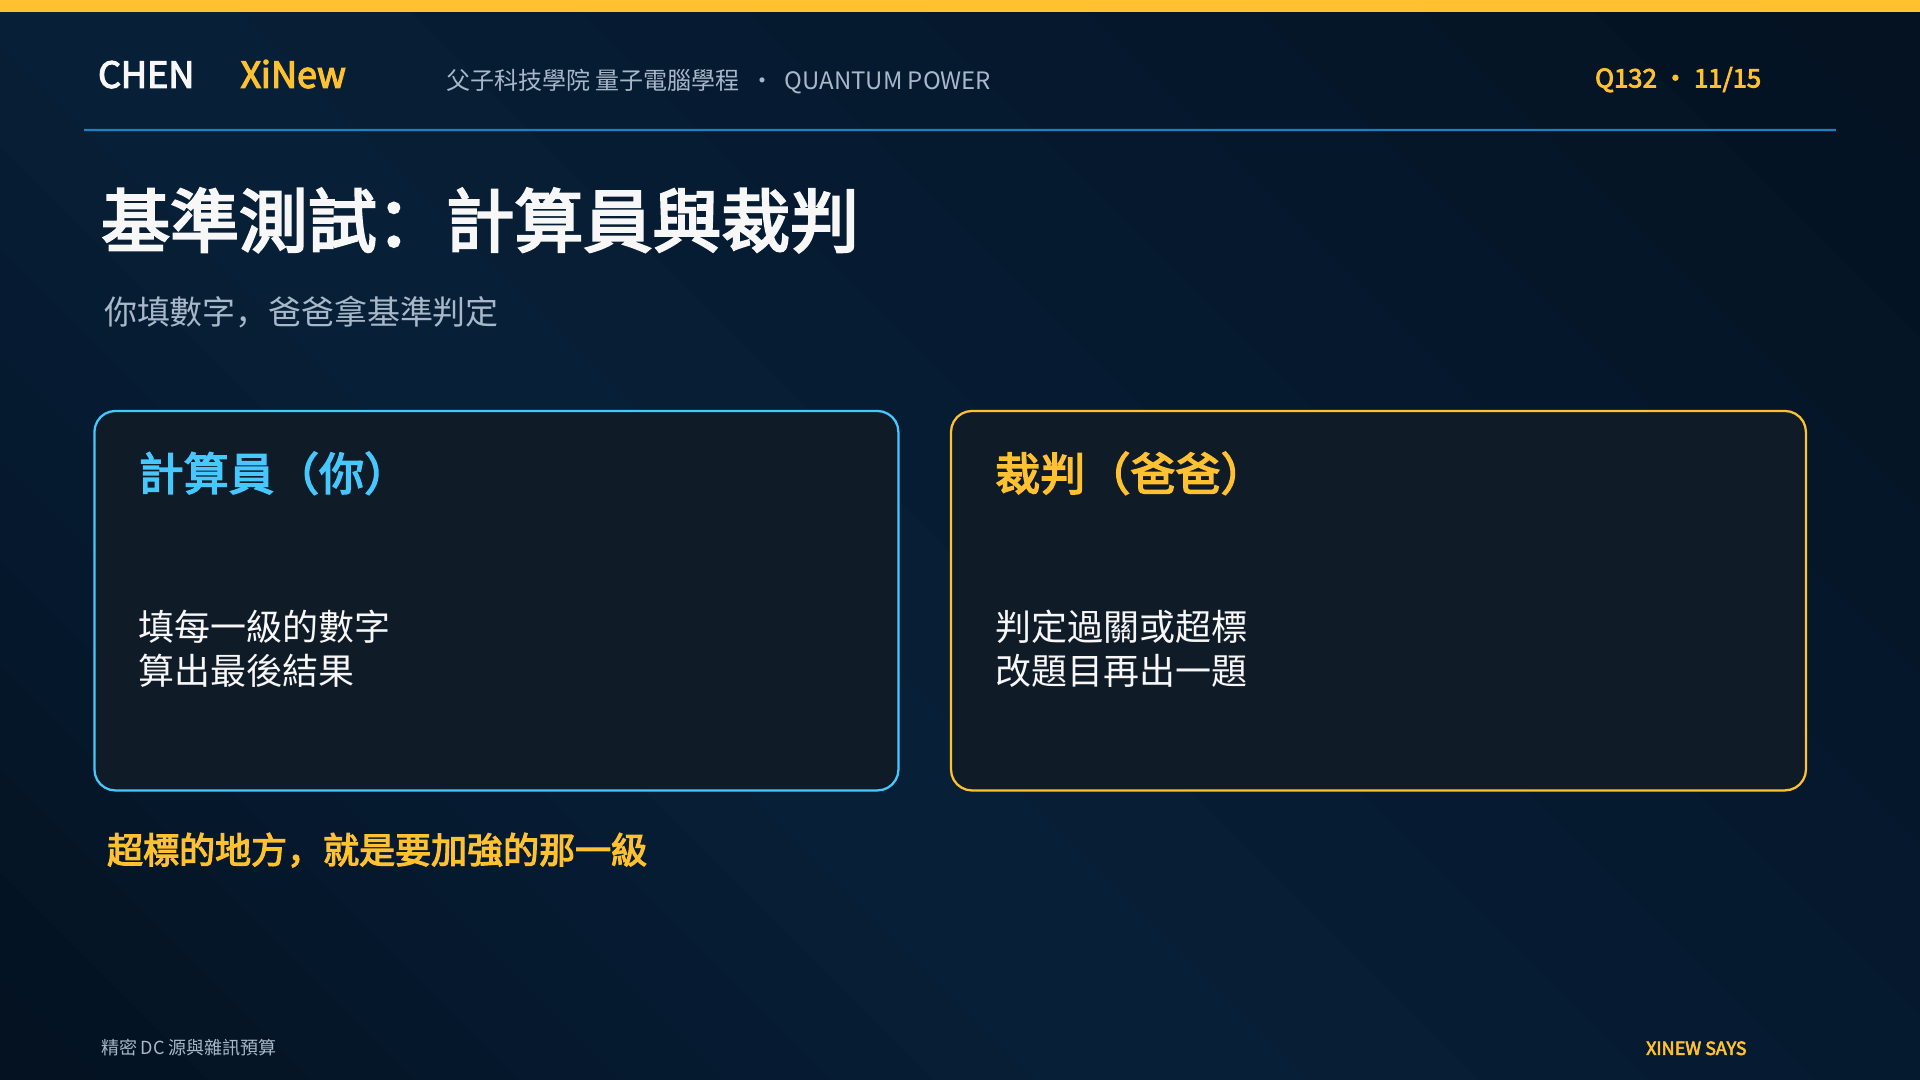 CHEN XiNew 父子科技學院 量子電腦學程 • QUANTUM POWER Q132 • 11/15
基準測試：計算員與裁判
你填數字，爸爸拿基準判定
計算員（你）
填每一級的數字
算出最後結果
裁判（爸爸）
判定過關或超標
改題目再出一題
超標的地方，就是要加強的那一級
精密 DC 源與雜訊預算
XINEW SAYS